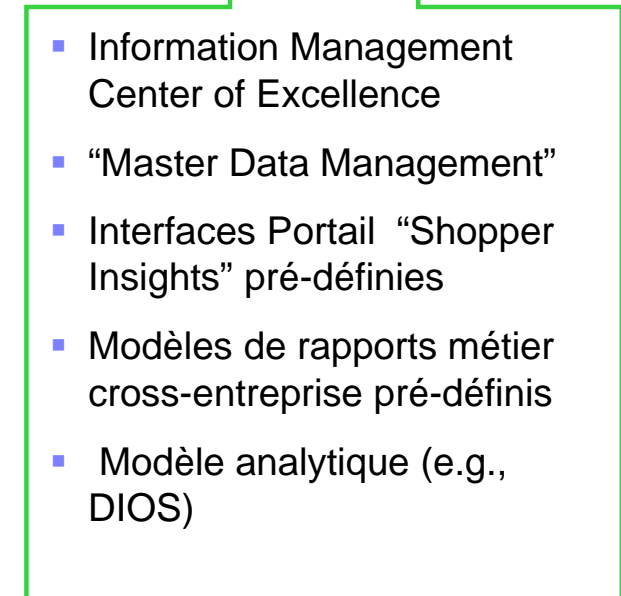 ▪ Information Management
Center of Excellence
▪ “Master Data Management”
▪ Interfaces Portail “Shopper
Insights” pré-définies
▪ Modèles de rapports métier
cross-entreprise pré-définis
▪ Modèle analytique (e.g.,
DIOS)